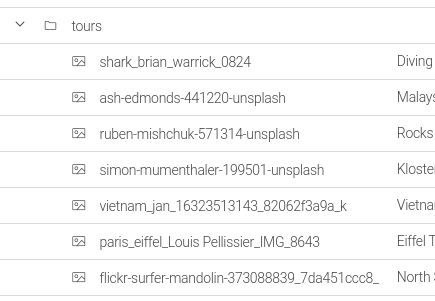 tours
shark_brian_warrick_0824 Diving
ash-edmonds-441220-unsplash Malays
ruben-mishchuk-571314-unsplash Rocks
simon-mumenthaler-199501-unsplash Kloste
vietnam_jan_16323513143_82062f3a9a_k Vietna
paris_eiffel_Louis Pellissier_IMG_8643 Eiffel T
flickr-surfer-mandolin-373088839_7da451ccc8_ North